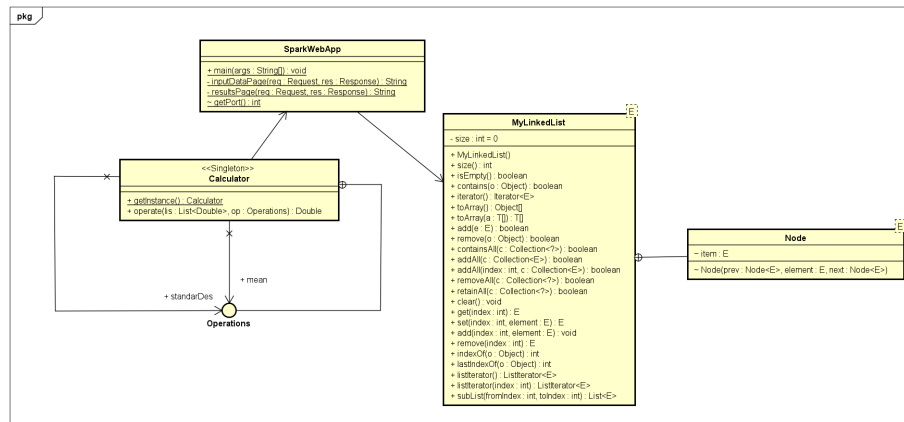 pkg
SparkWebApp
+ main(args : String[]) : void
- inputDataPage(req : Request, res : Response) : String
- resultsPage(req : Request, res : Response) : String
~ getPort() : int
<<Singleton>>
Calculator
+ getInstance() : Calculator
+ operate(lis : List<Double>, op : Operations) : Double
+ mean
+ standarDes
Operations
E
MyLinkedList
- size : int = 0
+ MyLinkedList()
+ size() : int
+ isEmpty() : boolean
+ contains(o : Object) : boolean
+ iterator() : Iterator<E>
+ toArray() : Object[]
+ toArray(a : T[]) : T[]
+ add(e : E) : boolean
+ remove(o : Object) : boolean
+ containsAll(c : Collection<?>) : boolean
+ addAll(c : Collection<E>) : boolean
+ addAll(index : int, c : Collection<E>) : boolean
+ removeAll(c : Collection<?>) : boolean
+ retainAll(c : Collection<?>) : boolean
+ clear() : void
+ get(index : int) : E
+ set(index : int, element : E) : E
+ add(index : int, element : E) : void
+ remove(index : int) : E
+ indexOf(o : Object) : int
+ lastIndexOf(o : Object) : int
+ listIterator() : ListIterator<E>
+ listIterator(index : int) : ListIterator<E>
+ subList(fromIndex : int, toIndex : int) : List<E>
E
Node
~ item : E
~ Node(prev : Node<E>, element : E, next : Node<E>)